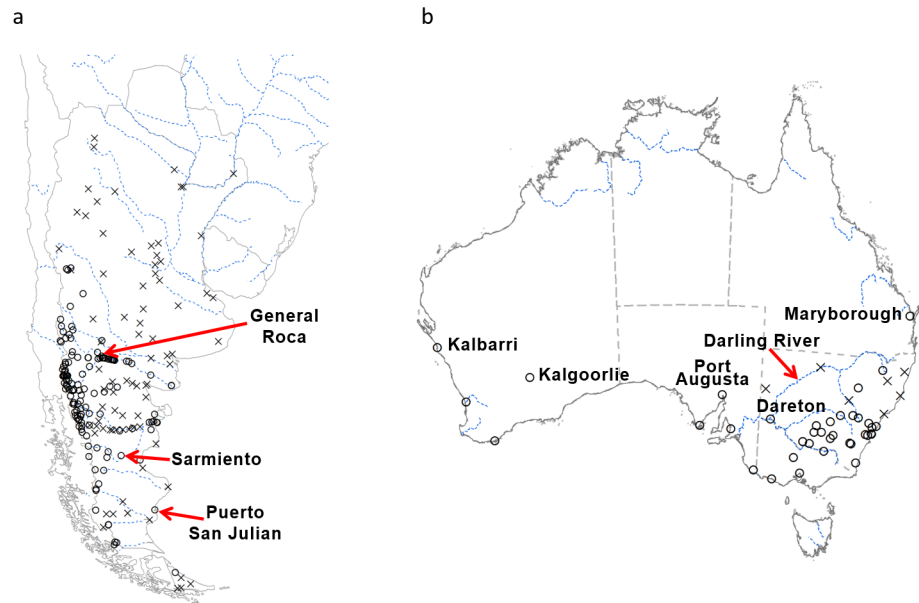 a
b
General
Roca
Sarmiento
Puerto
San Julian
Maryborough
Darling River
Kalbarri
Port
Augusta
Kalgoorlie
Dareton